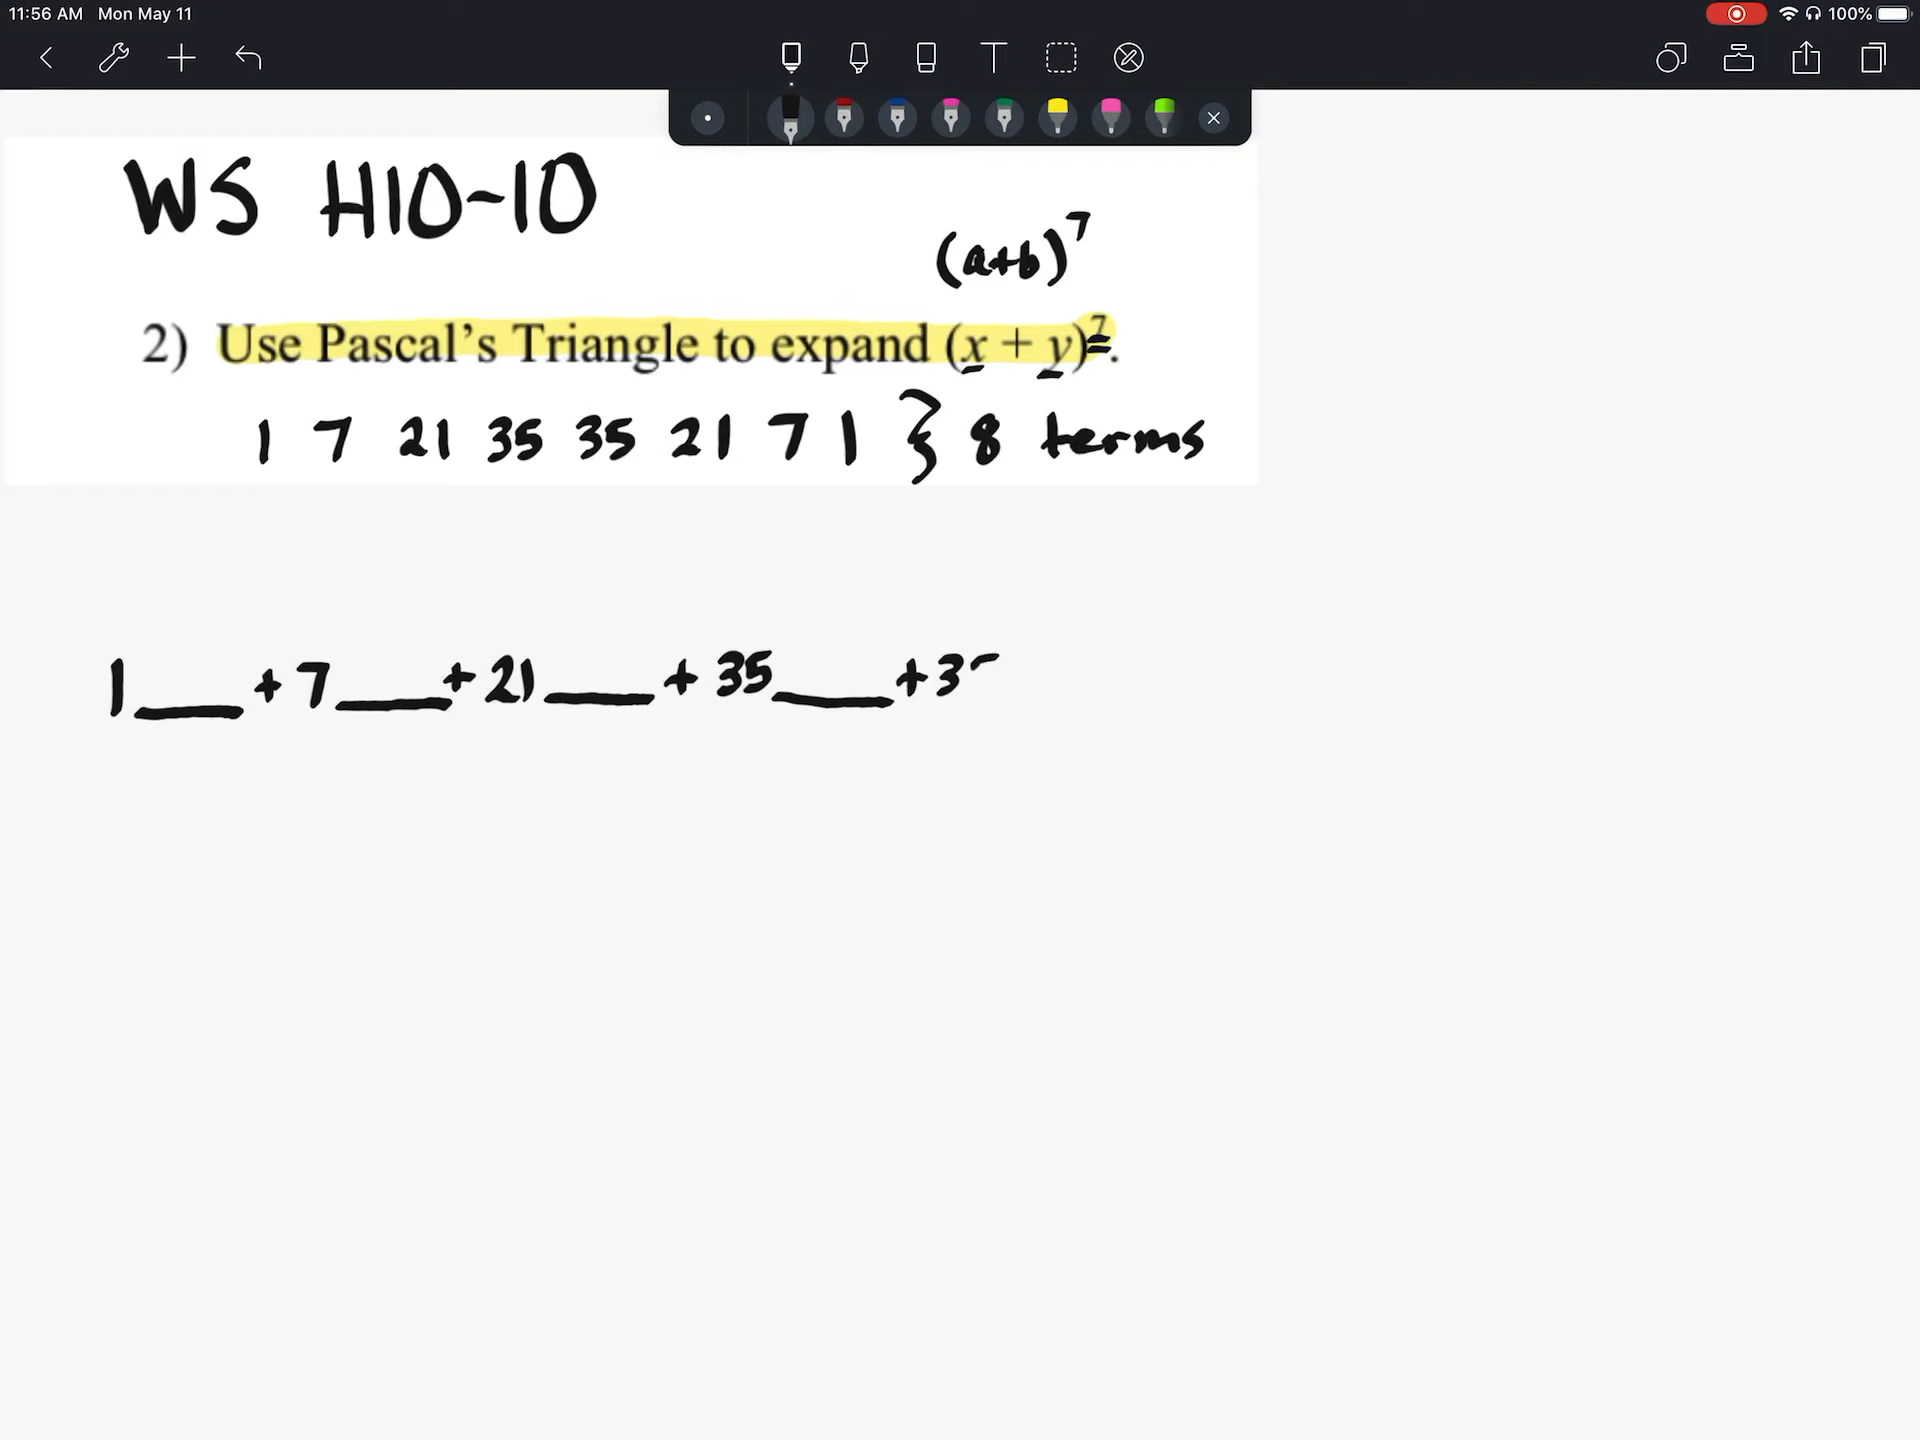 11:56 AM Mon May 11 100%
WS H10-10
(a+b)⁷
2) Use Pascal's Triangle to expand (x + y)⁷.
1 7 21 35 35 21 7 1 } 8 terms
1___ + 7___ + 21___ + 35___ + 3